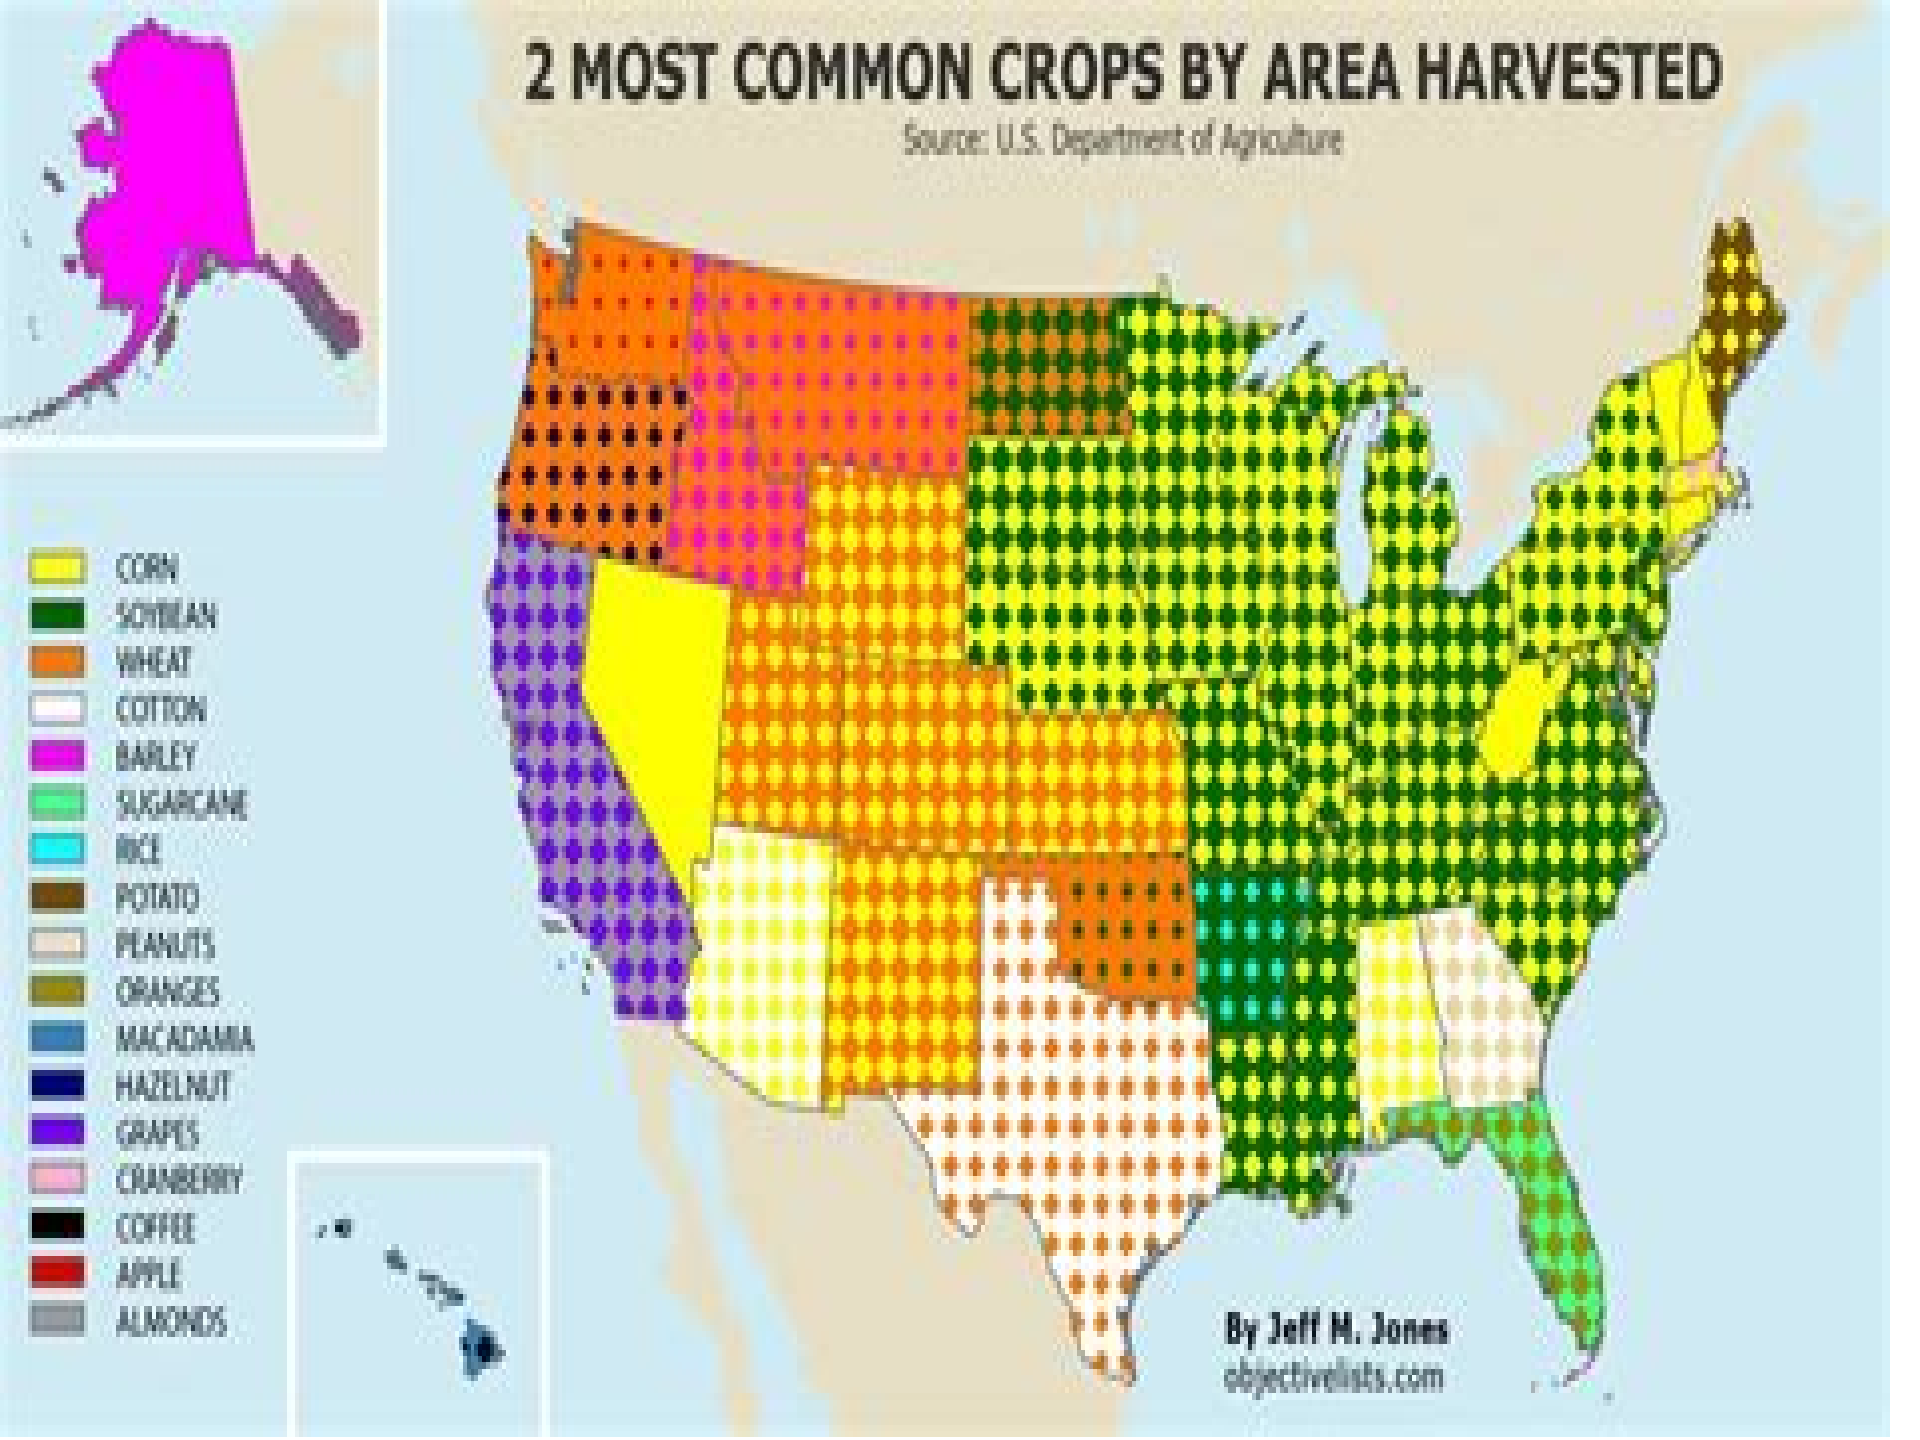 2 MOST COMMON CROPS BY AREA HARVESTED
Source: U.S. Department of Agriculture
CORN
SOYBEAN
WHEAT
COTTON
BARLEY
SUGARCANE
RICE
POTATO
PEANUTS
ORANGES
MACADAMIA
HAZELNUT
GRAPES
CRANBERRY
COFFEE
APPLE
ALMONDS
By Jeff M. Jones
objectivelists.com